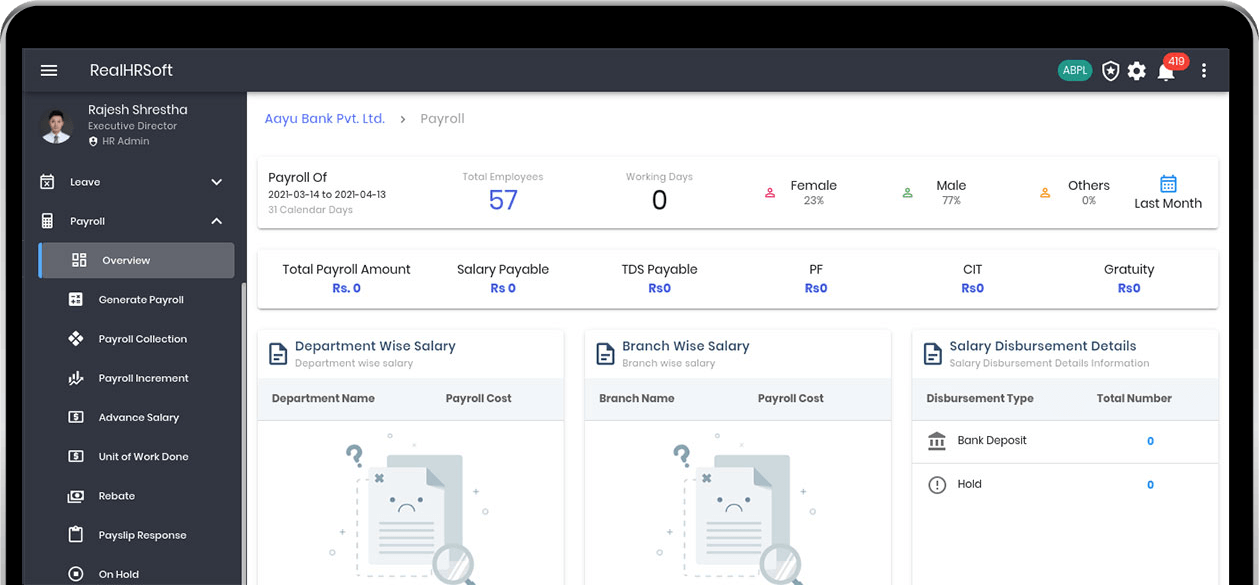 RealHRSoft
ABPL
419
Rajesh Shrestha
Executive Director
HR Admin
Leave
Payroll
Overview
Generate Payroll
Payroll Collection
Payroll Increment
Advance Salary
Unit of Work Done
Rebate
Payslip Response
On Hold
Aayu Bank Pvt. Ltd. > Payroll
Payroll Of
2021-03-14 to 2021-04-13
31 Calendar Days
Total Employees
57
Working Days
0
Female
23%
Male
77%
Others
0%
Last Month
Total Payroll Amount
Rs. 0
Salary Payable
Rs 0
TDS Payable
Rs0
PF
Rs0
CIT
Rs0
Gratuity
Rs0
Department Wise Salary
Department wise salary
Department Name Payroll Cost
Branch Wise Salary
Branch wise salary
Branch Name Payroll Cost
Salary Disbursement Details
Salary Disbursement Details Information
Disbursement Type Total Number
Bank Deposit 0
Hold 0